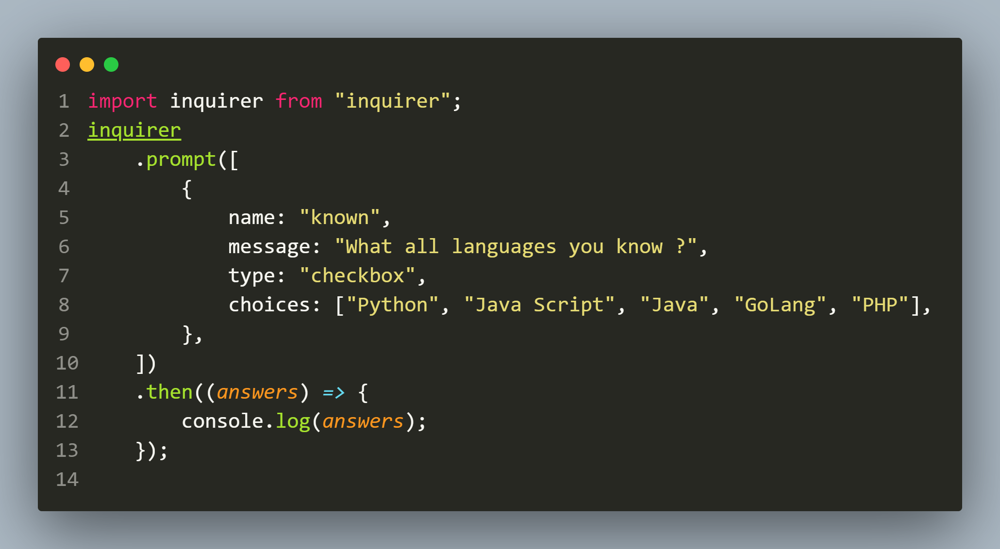 1 import inquirer from "inquirer";
2 inquirer
3     .prompt([
4         {
5             name: "known",
6             message: "What all languages you know ?",
7             type: "checkbox",
8             choices: ["Python", "Java Script", "Java", "GoLang", "PHP"],
9         },
10     ])
11     .then((answers) => {
12         console.log(answers);
13     });
14